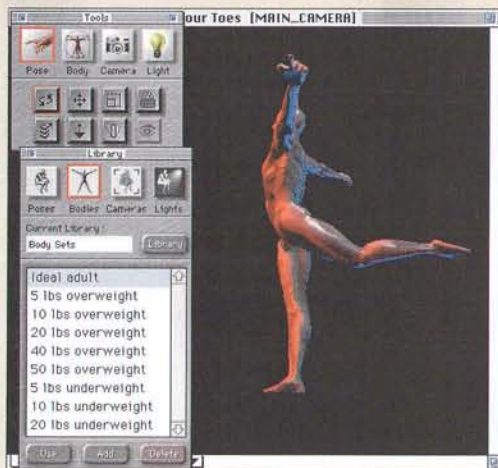 Tools
our Toes [MAIN_CAMERA]
Pose Body Camera Light
Library
Poses Bodies Cameras Lights
Current Library:
Body Sets
Library
Ideal adult
5 lbs overweight
10 lbs overweight
20 lbs overweight
40 lbs overweight
50 lbs overweight
5 lbs underweight
10 lbs underweight
20 lbs underweight
Use Add Delete